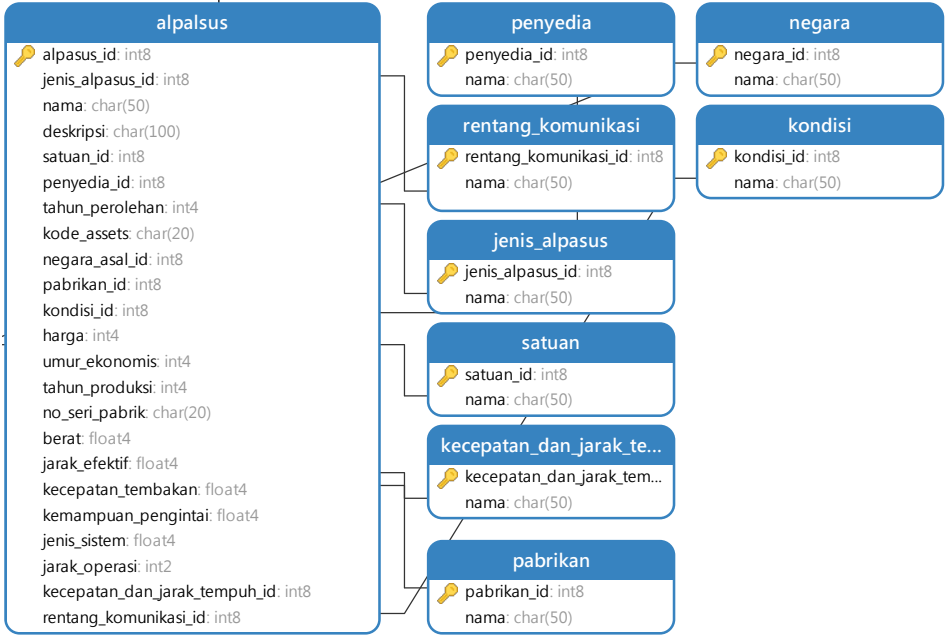 alpalsus
alpasus_id: int8
jenis_alpasus_id: int8
nama: char(50)
deskripsi: char(100)
satuan_id: int8
penyedia_id: int8
tahun_perolehan: int4
kode_assets: char(20)
negara_asal_id: int8
pabrikan_id: int8
kondisi_id: int8
harga: int4
umur_ekonomis: int4
tahun_produksi: int4
no_seri_pabrik: char(20)
berat: float4
jarak_efektif: float4
kecepatan_tembakan: float4
kemampuan_pengintai: float4
jenis_sistem: float4
jarak_operasi: int2
kecepatan_dan_jarak_tempuh_id: int8
rentang_komunikasi_id: int8
penyedia
penyedia_id: int8
nama: char(50)
rentang_komunikasi
rentang_komunikasi_id: int8
nama: char(50)
jenis_alpasus
jenis_alpasus_id: int8
nama: char(50)
satuan
satuan_id: int8
nama: char(50)
kecepatan_dan_jarak_te...
kecepatan_dan_jarak_tem...
nama: char(50)
pabrikan
pabrikan_id: int8
nama: char(50)
negara
negara_id: int8
nama: char(50)
kondisi
kondisi_id: int8
nama: char(50)